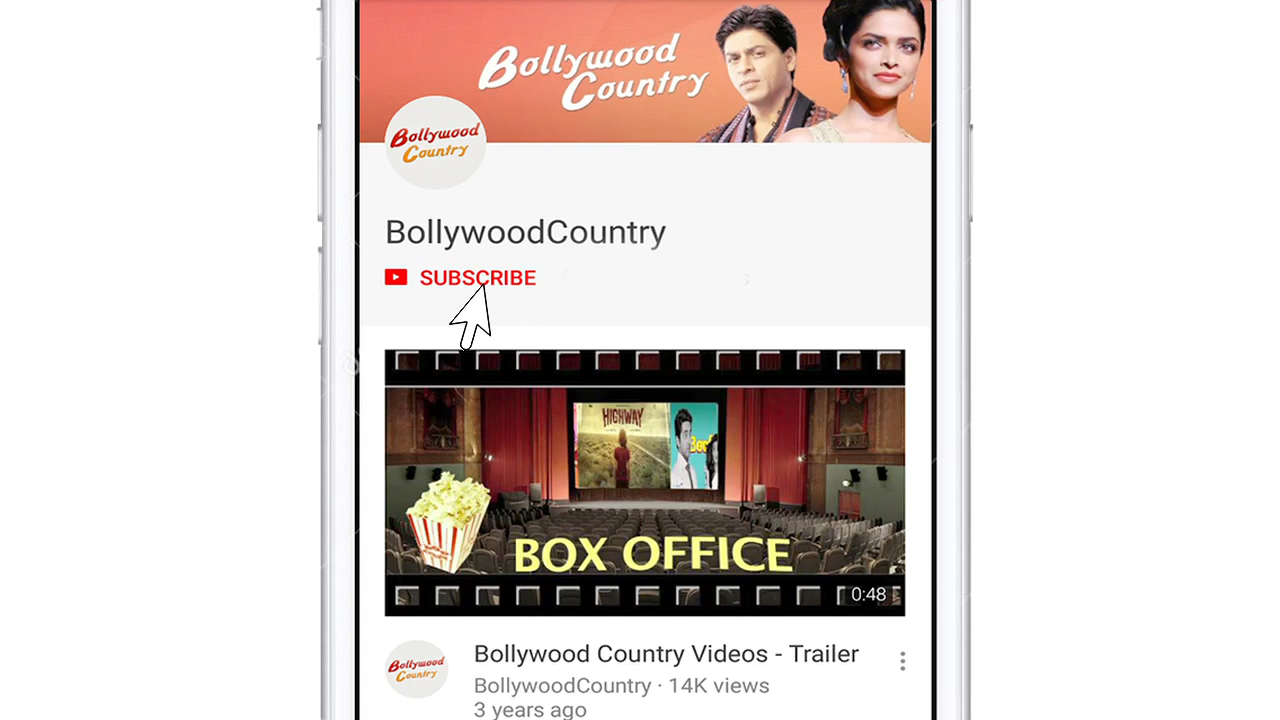 Bollywood
Country
Bollywood
Country
BollywoodCountry
SUBSCRIBE
HIGHWAY
BOX OFFICE
0:48
Bollywood
Country
Bollywood Country Videos - Trailer
BollywoodCountry · 14K views
3 years ago